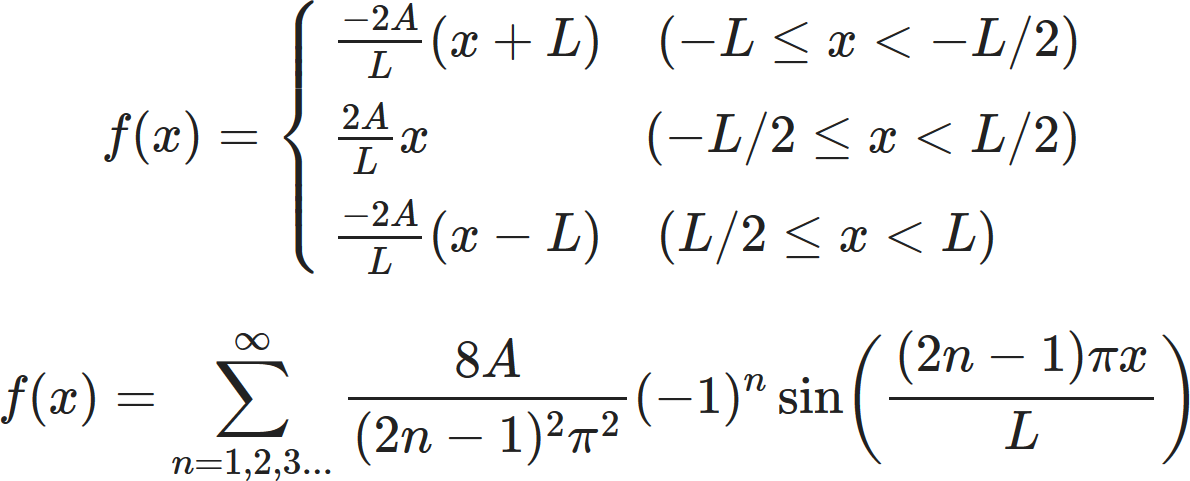 f(x) = { -2A/L (x + L) (-L ≤ x < -L/2)
2A/L x (-L/2 ≤ x < L/2)
-2A/L (x - L) (L/2 ≤ x < L)
f(x) = ∑_{n=1,2,3...}^{∞} 8A/((2n - 1)²π²) (-1)^n sin((2n - 1)πx/L)